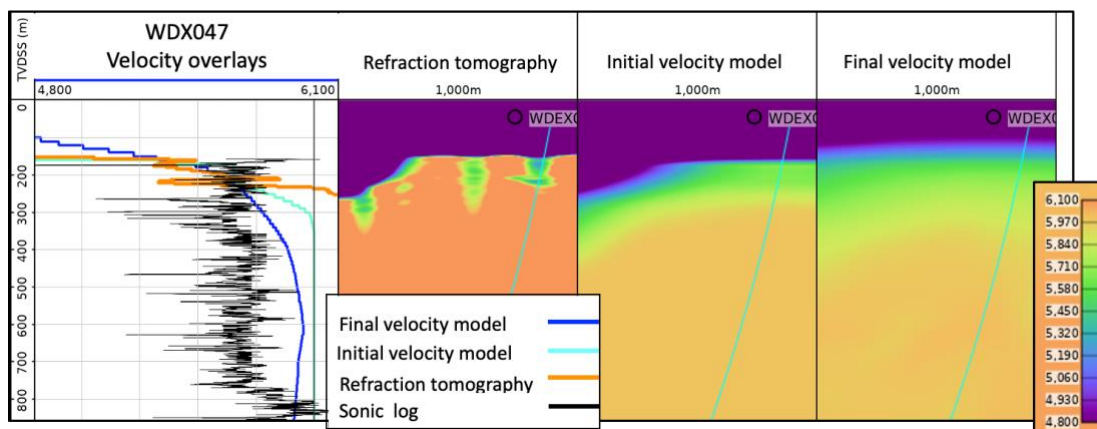 WDX047
Velocity overlays
Refraction tomography
Initial velocity model
Final velocity model
TVDSS (m)
4,800
6,100
1,000m
1,000m
1,000m
0
100
200
300
400
500
600
700
800
WDEX0
WDEX0
WDEX0
Final velocity model
Initial velocity model
Refraction tomography
Sonic log
6,100
5,970
5,840
5,710
5,580
5,450
5,320
5,190
5,060
4,930
4,800